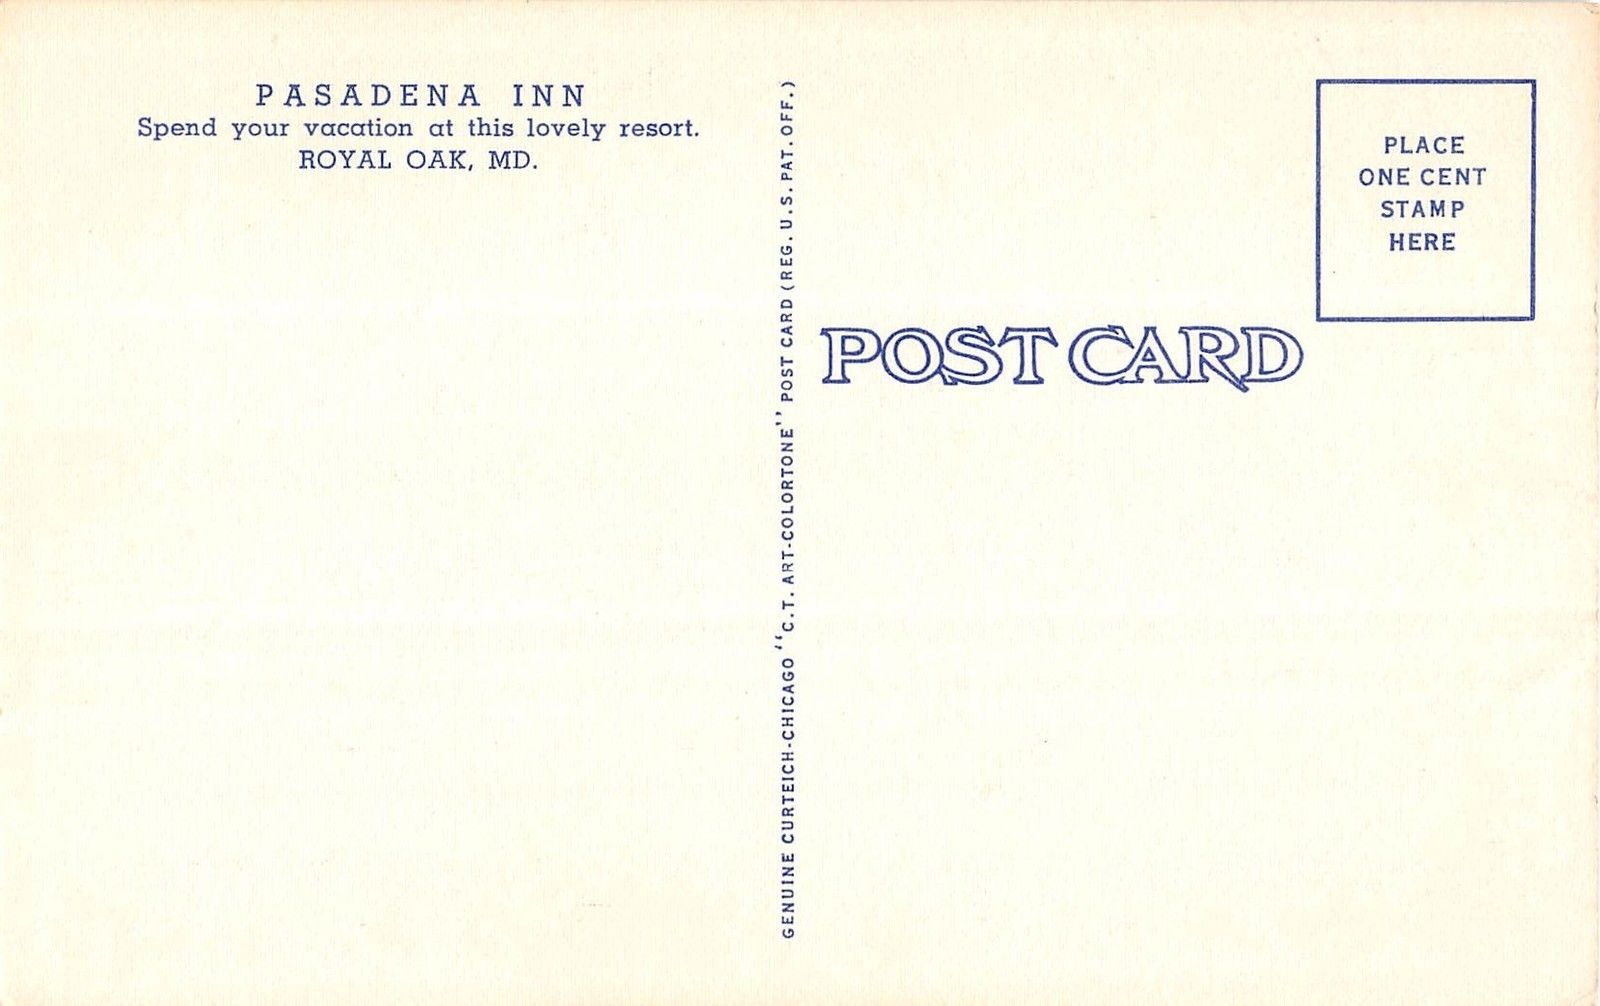 PASADENA INN
Spend your vacation at this lovely resort.
ROYAL OAK, MD.
GENUINE CURTEICH-CHICAGO "C.T. ART-COLORTONE" POST CARD (REG. U.S. PAT. OFF.)
PLACE
ONE CENT
STAMP
HERE
POST CARD